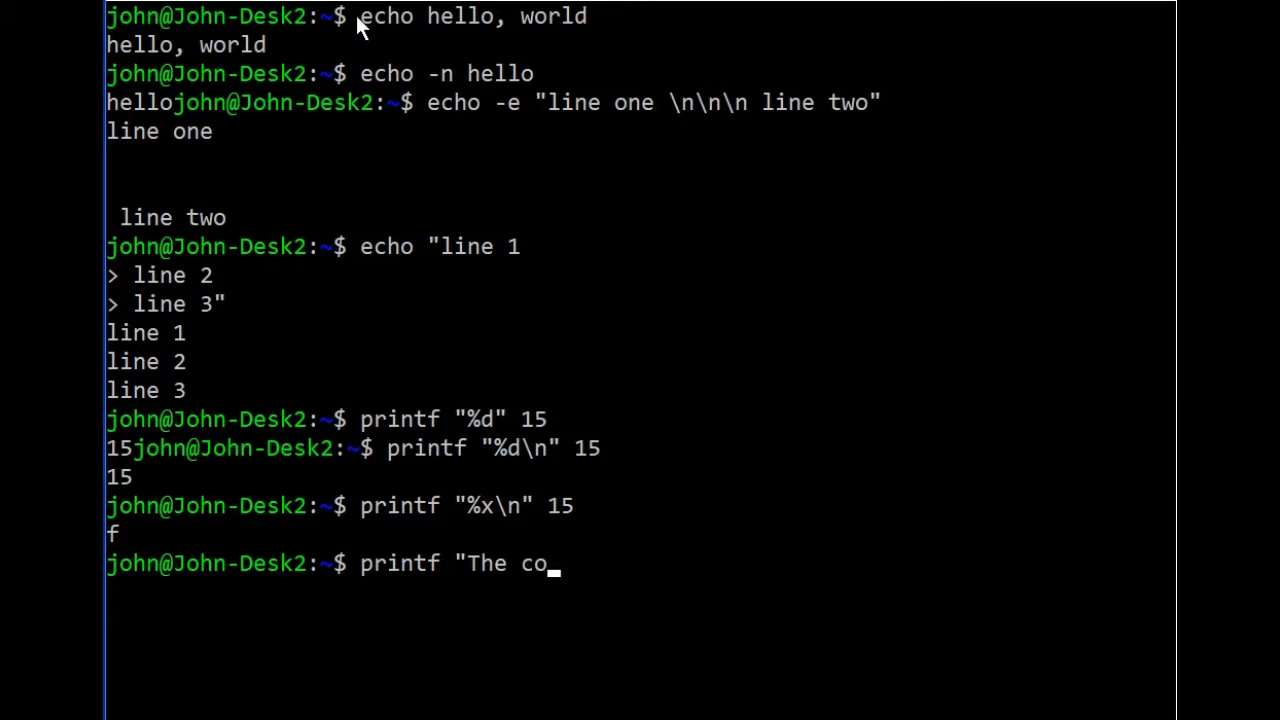 john@John-Desk2:~$ echo hello, world
hello, world
john@John-Desk2:~$ echo -n hello
hellojohn@John-Desk2:~$ echo -e "line one \n\n\n line two"
line one
 line two
john@John-Desk2:~$ echo "line 1
> line 2
> line 3"
line 1
line 2
line 3
john@John-Desk2:~$ printf "%d" 15
15john@John-Desk2:~$ printf "%d\n" 15
15
john@John-Desk2:~$ printf "%x\n" 15
f
john@John-Desk2:~$ printf "The co